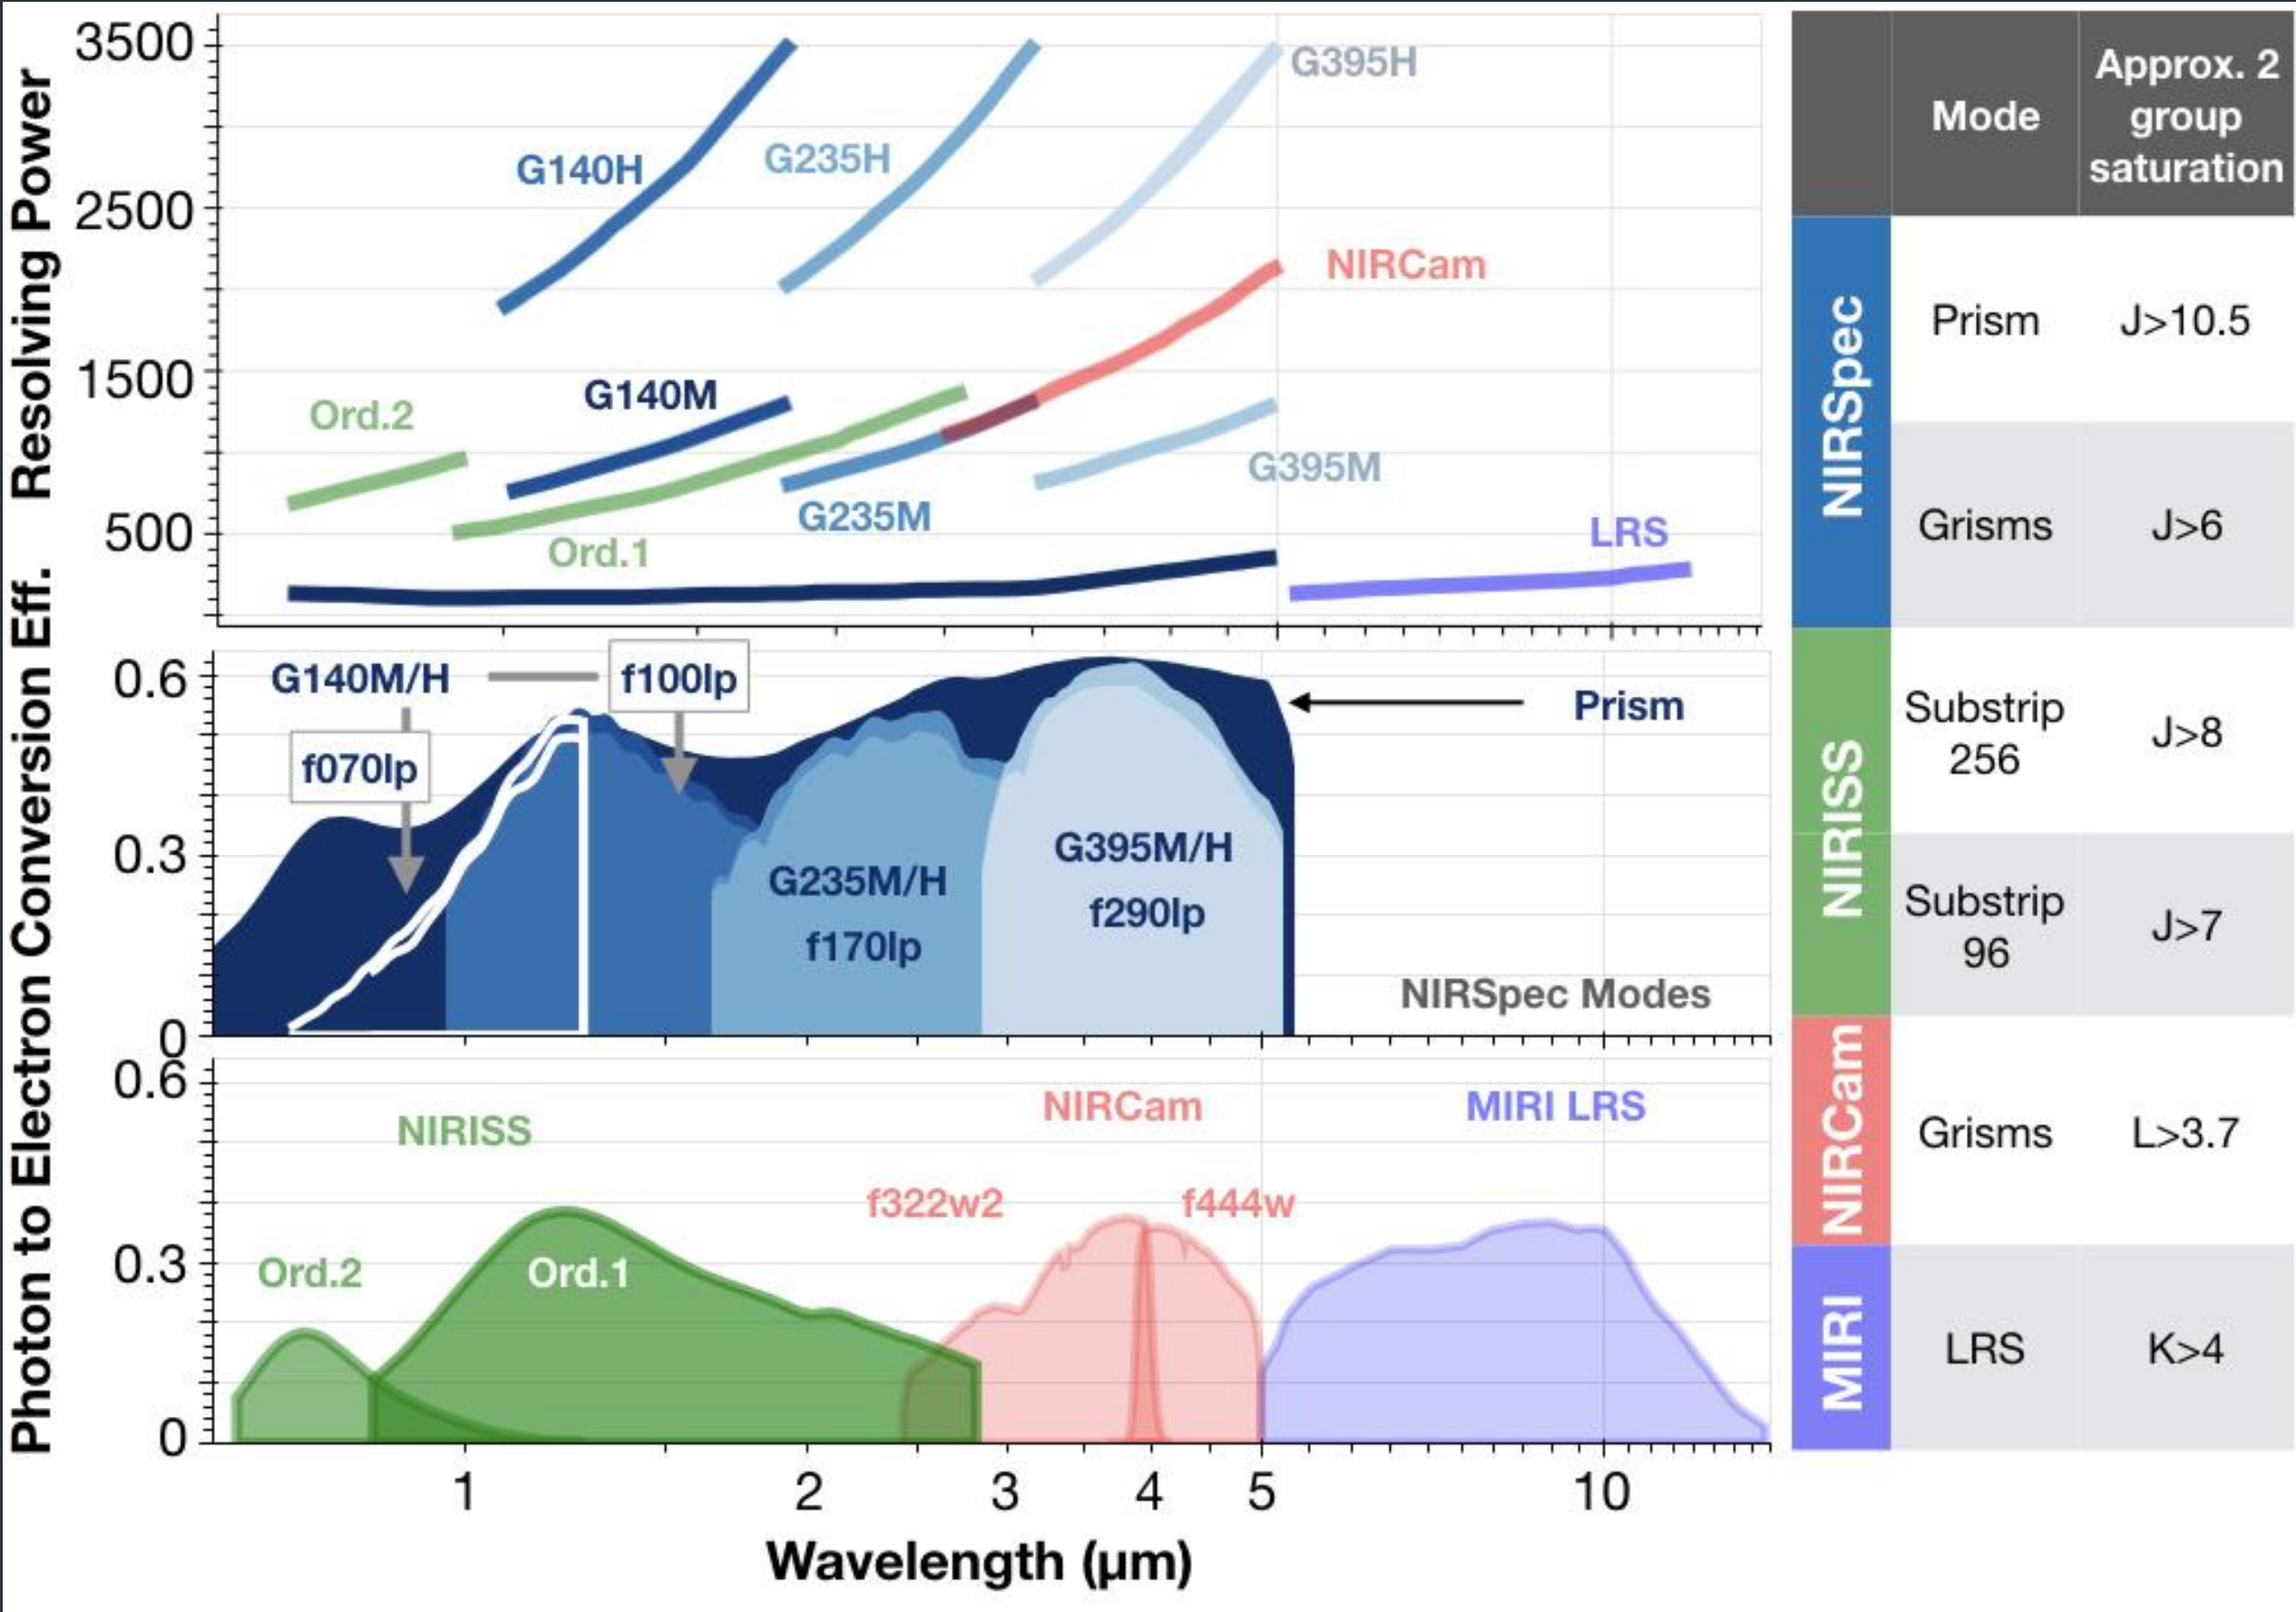 Resolving Power
3500
2500
1500
500
G140H
G235H
G395H
NIRCam
Ord.2
G140M
G395M
G235M
Ord.1
LRS
Photon to Electron Conversion Eff.
0.6
0.3
0
G140M/H
f100lp
f070lp
Prism
G235M/H
f170lp
G395M/H
f290lp
NIRSpec Modes
0.6
0.3
0
NIRISS
NIRCam
MIRI LRS
f322w2
f444w
Ord.2
Ord.1
1
2
3
4
5
10
Wavelength (μm)
Mode
Approx. 2
group
saturation
NIRSpec
Prism
J>10.5
Grisms
J>6
NIRISS
Substrip
256
J>8
Substrip
96
J>7
NIRCam
Grisms
L>3.7
MIRI
LRS
K>4